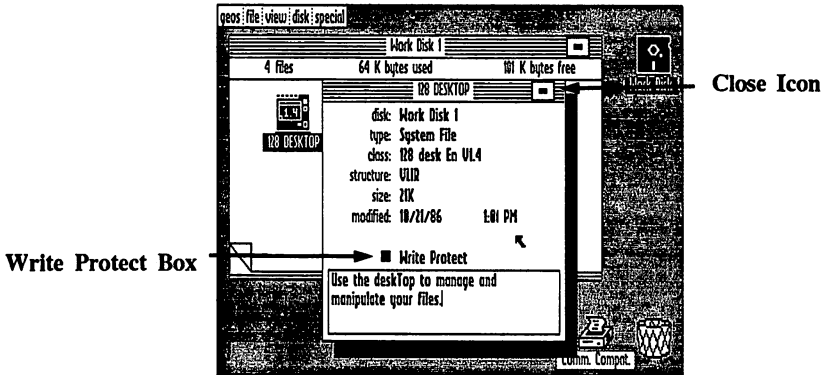 geos file view disk special
Work Disk 1
4 files 64 K bytes used 101 K bytes free
128 DESKTOP
Work Disk
Close Icon
128 DESKTOP
disk: Work Disk 1
type: System File
class: 128 desk En V1.4
structure: VLIR
size: 21K
modified: 10/21/86 1:01 PM
Write Protect Box
Write Protect
Use the deskTop to manage and
manipulate your files.
Comm. Compat.